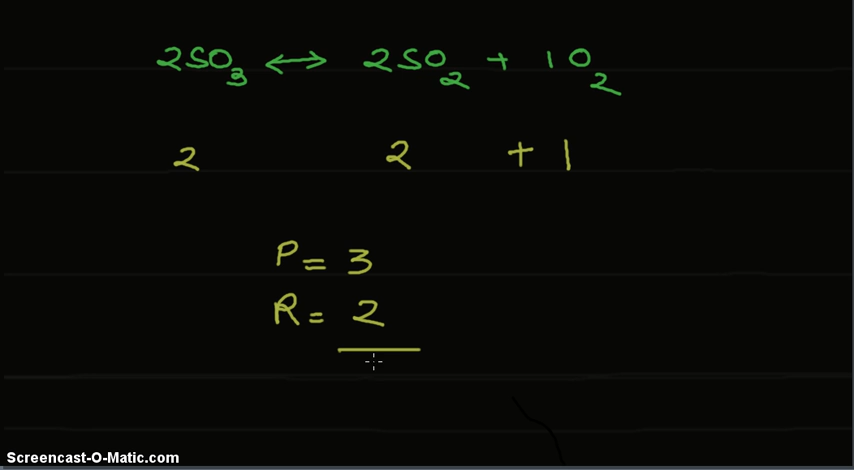 2SO₃ ⟷ 2SO₂ + 1O₂
2 2 + 1
P = 3
R = 2
Screencast-O-Matic.com